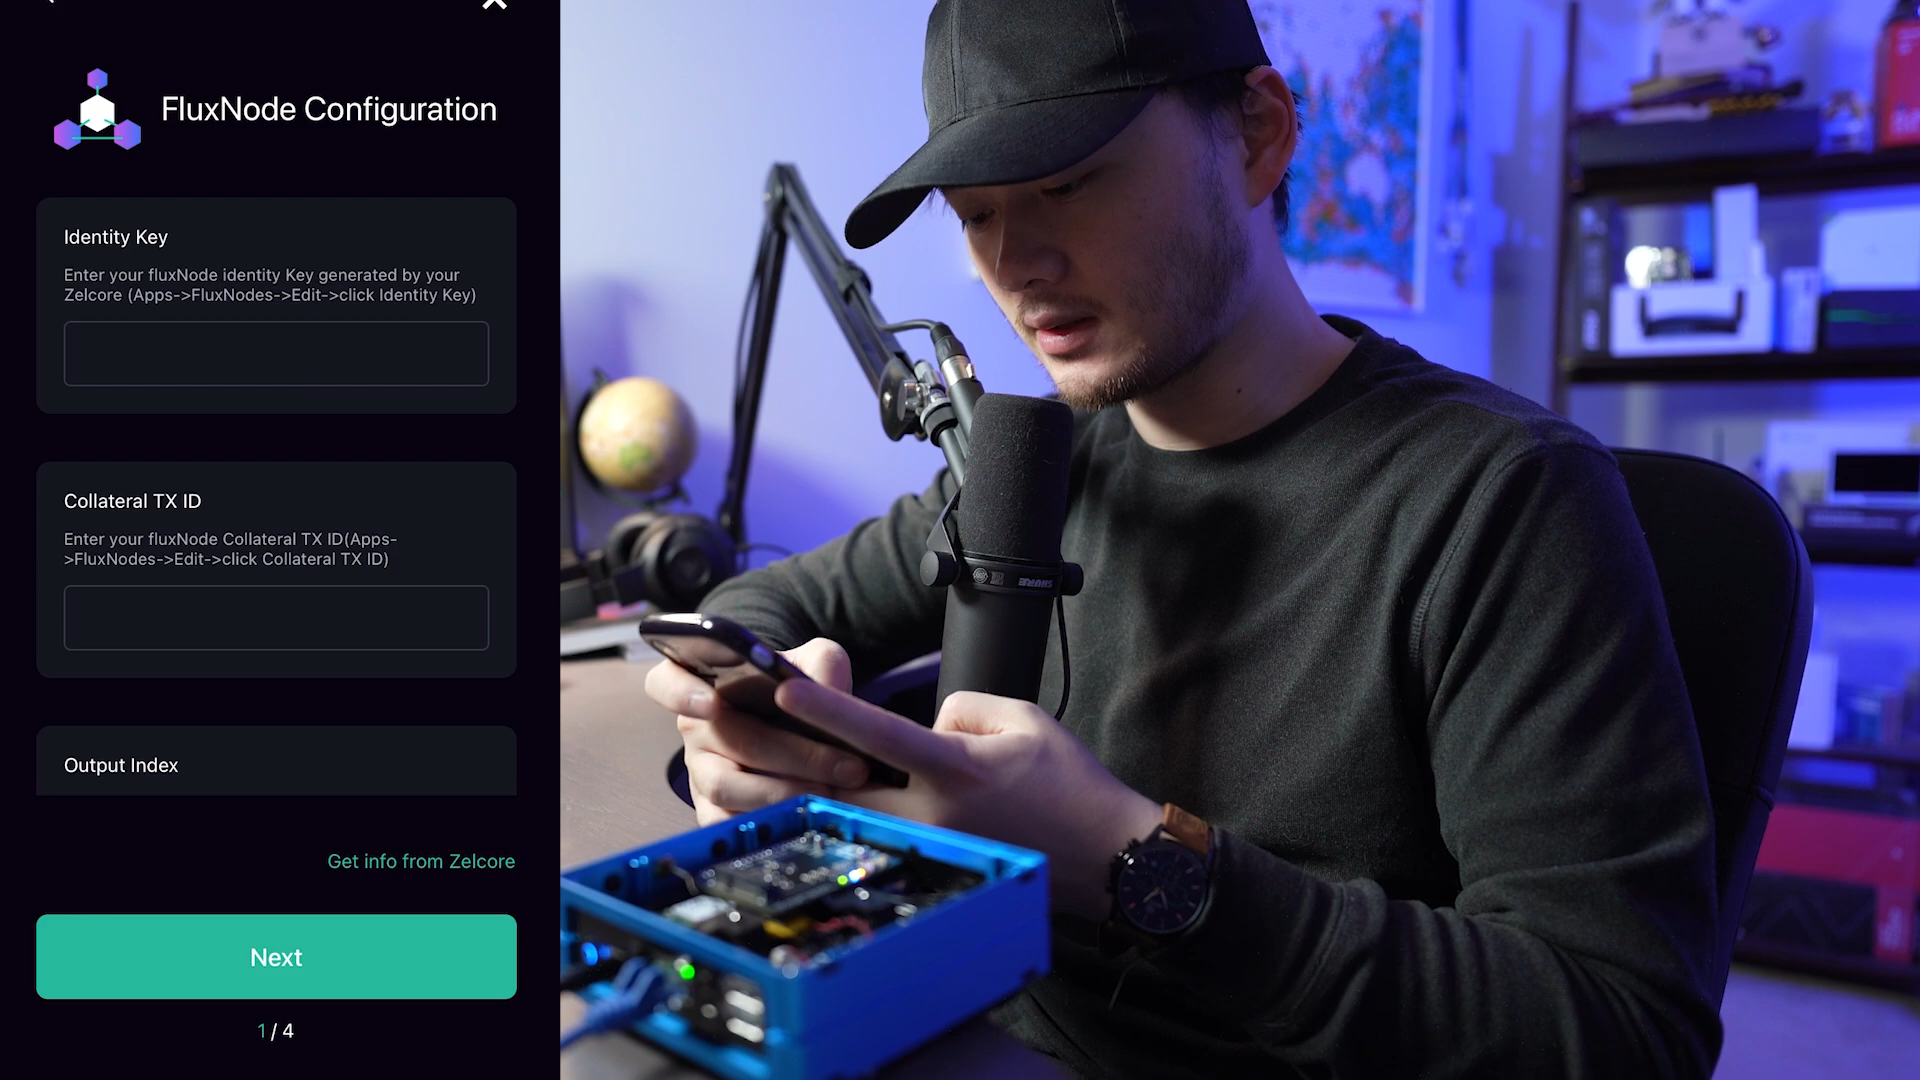 FluxNode Configuration
Identity Key
Enter your fluxNode identity Key generated by your
Zelcore (Apps->FluxNodes->Edit->click Identity Key)
Collateral TX ID
Enter your fluxNode Collateral TX ID(Apps-
>FluxNodes->Edit->click Collateral TX ID)
Output Index
Get info from Zelcore
Next
1 / 4
SHURE